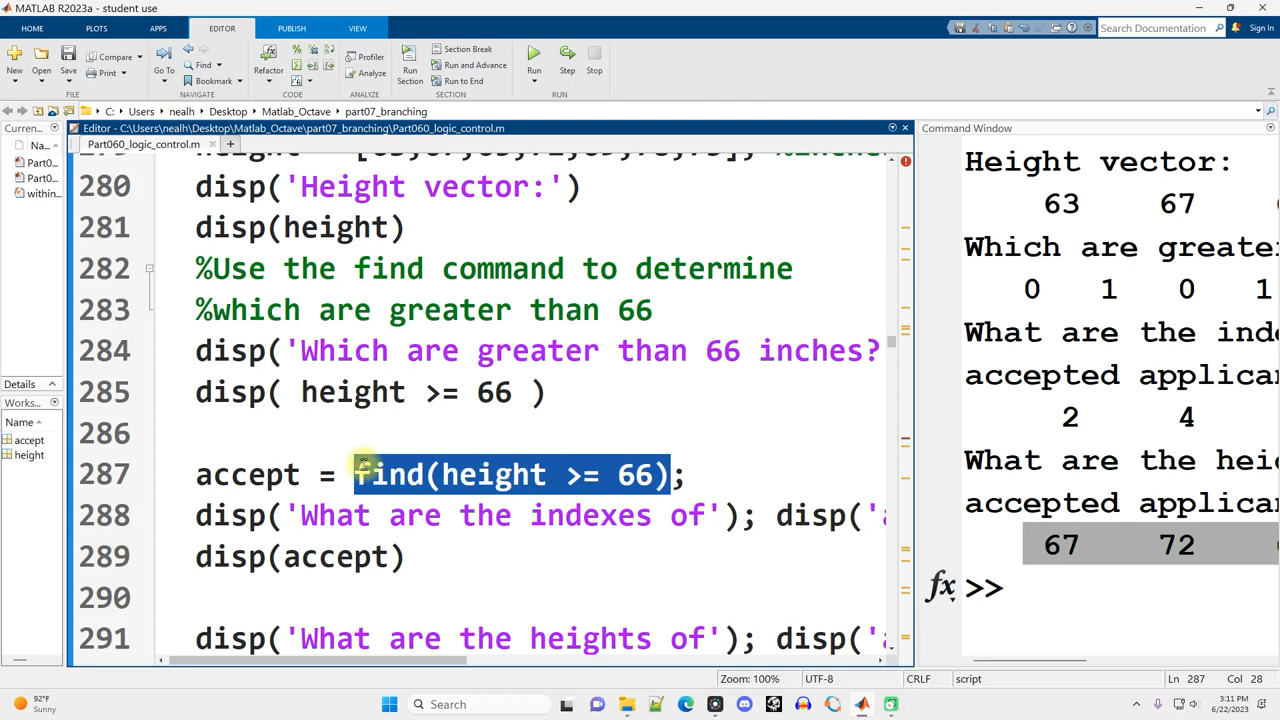 MATLAB R2023a - student use
HOME PLOTS APPS EDITOR PUBLISH VIEW
Search Documentation
Sign In
New Open Save Compare Print
Go To Find Bookmark
Refactor
Profiler Analyze
Run Section
Section Break
Run and Advance
Run to End
Run Step Stop
FILE NAVIGATE CODE ANALYZE SECTION RUN
C: Users nealh Desktop Matlab_Octave part07_branching
Curren...
Na...
Part0...
Part0...
within...
Details
Works...
Name
accept
height
Editor - C:\Users\nealh\Desktop\Matlab_Octave\part07_branching\Part060_logic_control.m
Part060_logic_control.m
280 disp('Height vector:')
281 disp(height)
282 %Use the find command to determine
283 %which are greater than 66
284 disp('Which are greater than 66 inches?
285 disp( height >= 66 )
286
287 accept = find(height >= 66);
288 disp('What are the indexes of'); disp('a
289 disp(accept)
290
291 disp('What are the heights of'); disp('a
Command Window
Height vector:
63 67
Which are greate
0 1 0 1
What are the inde
accepted applica
2 4
What are the hei
accepted applica
67 72
fx >>
Zoom: 100% UTF-8 CRLF script Ln 287 Col 28
92°F
Sunny
Search
3:11 PM
6/22/2023